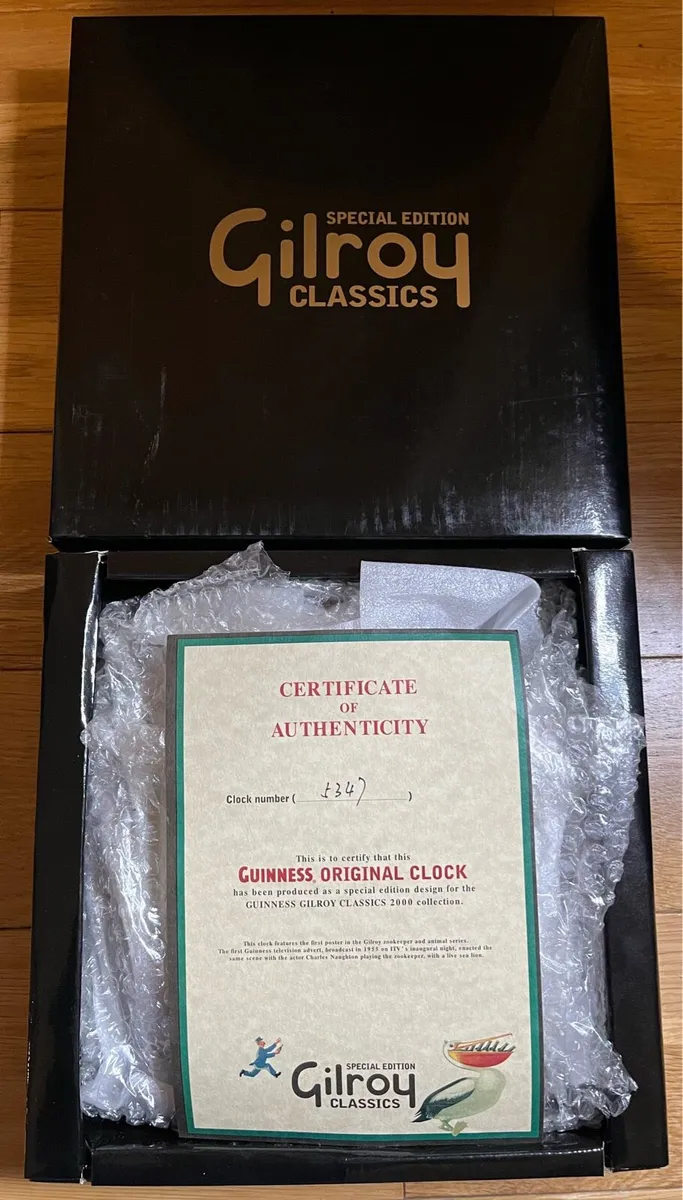 SPECIAL EDITION
Gilroy
CLASSICS
CERTIFICATE
OF
AUTHENTICITY
Clock number ( 5347 )
This is to certify that this
GUINNESS ORIGINAL CLOCK
has been produced as a special edition design for the
GUINNESS GILROY CLASSICS 2000 collection.
This clock features the first poster in the Gilroy zookeeper and animal series.
The first Guinness television advert, broadcast in 1955 on ITV's inaugural night, enacted the
same scene with the actor Charles Naughton playing the zookeeper, with a live sea lion.
SPECIAL EDITION
Gilroy
CLASSICS